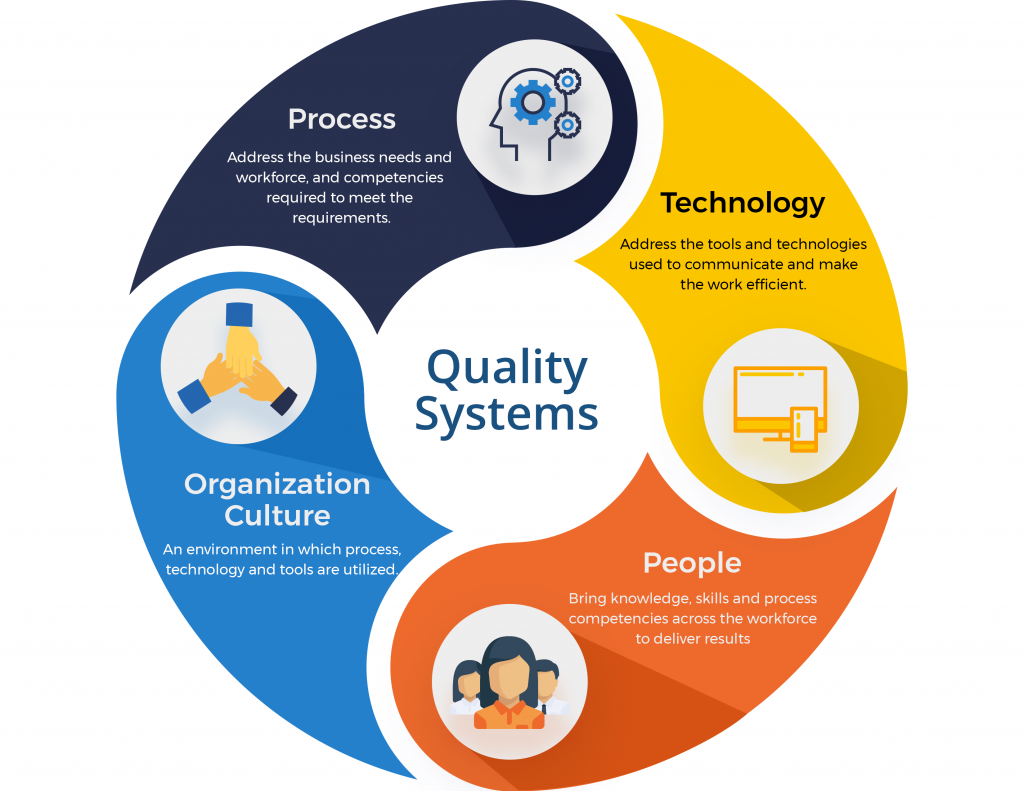 Process
Address the business needs and
workforce, and competencies
required to meet the
requirements.
Technology
Address the tools and technologies
used to communicate and make
the work efficient.
Quality
Systems
Organization
Culture
An environment in which process,
technology and tools are utilized.
People
Bring knowledge, skills and process
competencies across the workforce
to deliver results